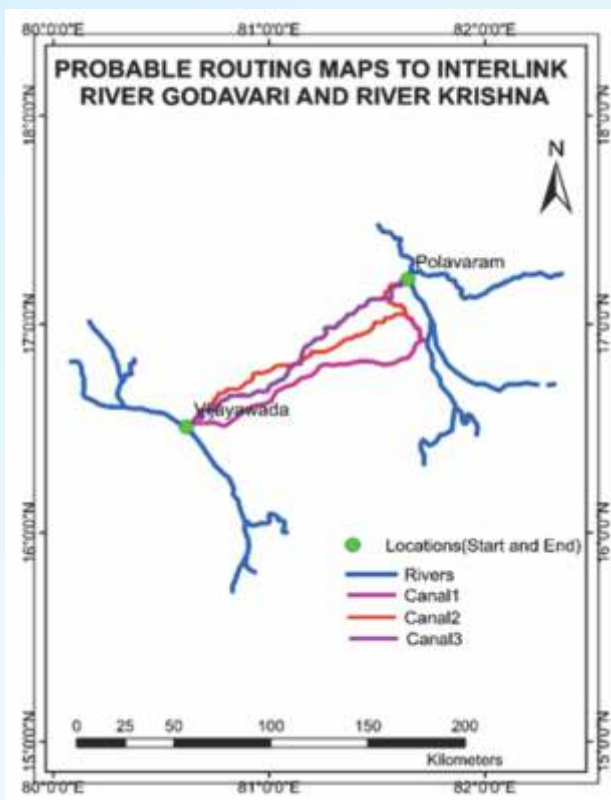 80°0'0"E 81°0'0"E 82°0'0"E
PROBABLE ROUTING MAPS TO INTERLINK
RIVER GODAVARI AND RIVER KRISHNA
18°0'0"N 18°0'0"N
N
Polavaram
17°0'0"N 17°0'0"N
Vijayawada
16°0'0"N 16°0'0"N
Locations(Start and End)
Rivers
Canal1
Canal2
Canal3
0 25 50 100 150 200
Kilometers
15°0'0"N 15°0'0"N
80°0'0"E 81°0'0"E 82°0'0"E